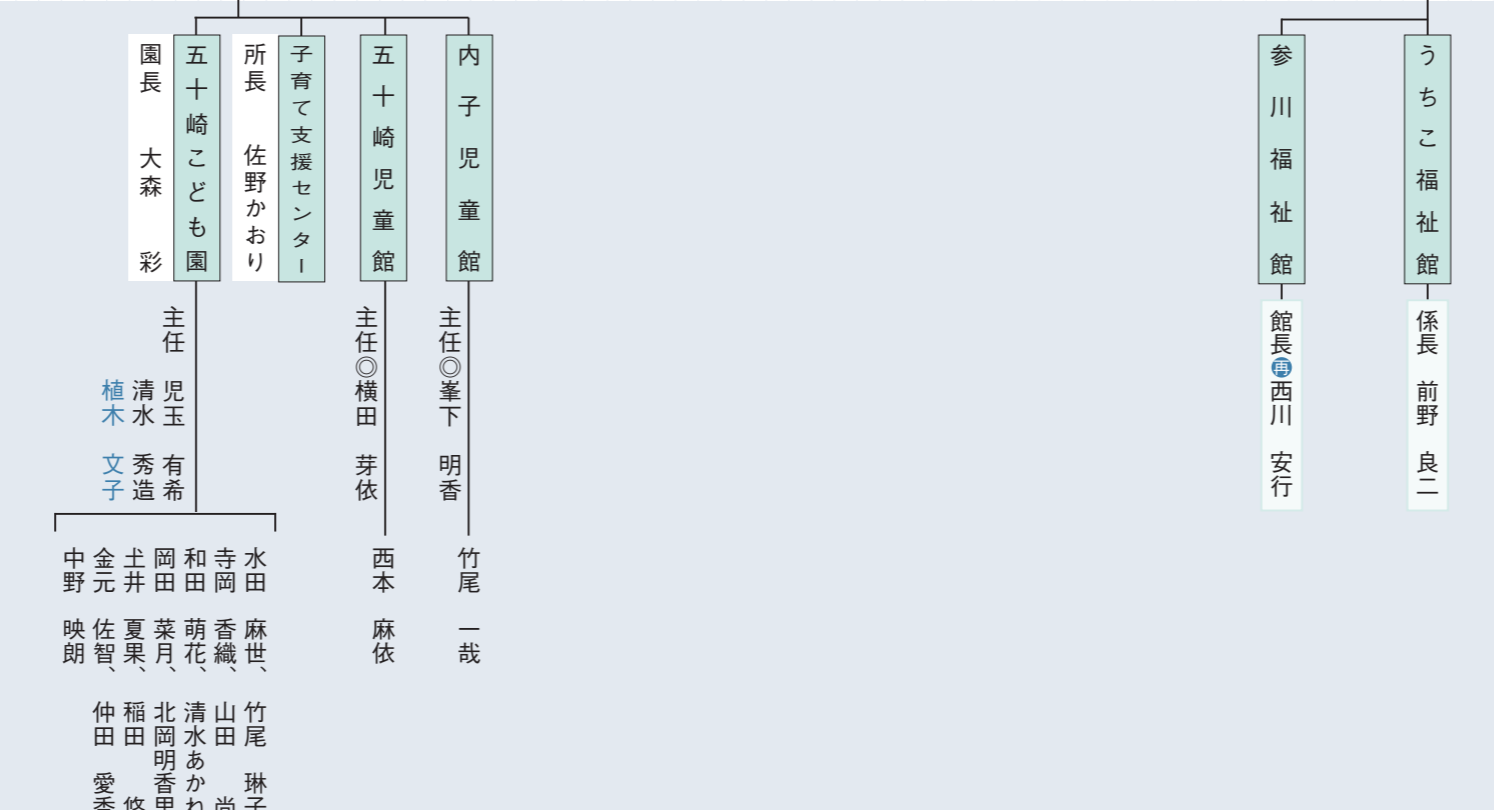 うちこ福祉館
係長　前野　良二
参川福祉館
館長㊢西川　安行
内子児童館
主任◎峯下　明香
竹尾　一哉
五十崎児童館
主任◎横田　芽依
西本　麻依
子育て支援センター
所長　佐野かおり
五十崎こども園
園長　大森　彩
主任　児玉　有希
清水　秀造
植木　文子
水田　麻世、竹尾　琳子
寺岡　香織、山田　尚
和田　萌花、清水あかね
岡田　菜月、北岡明香里
𡈽井　夏果、稲田　悠
金元　佐智、仲田　愛香
中野　映朗